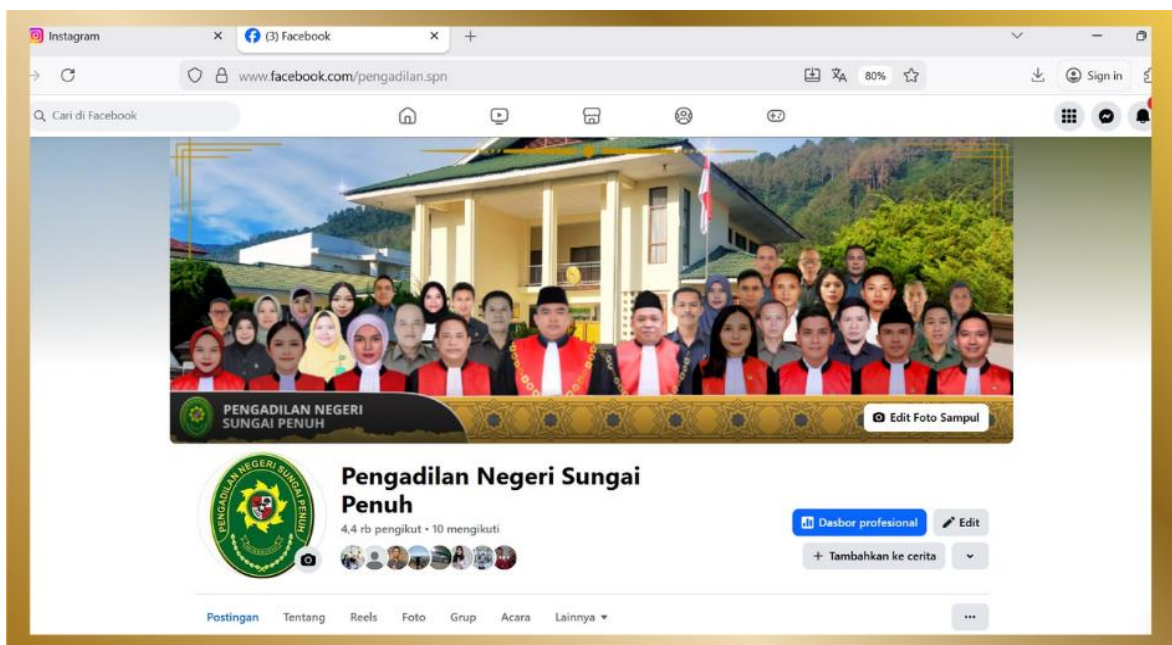 Instagram
(3) Facebook
www.facebook.com/pengadilan.spn
80%
Sign in
Cari di Facebook
PENGADILAN NEGERI
SUNGAI PENUH
Edit Foto Sampul
PENGADILAN NEGERI SUNGAI PENUH
Pengadilan Negeri Sungai
Penuh
4,4 rb pengikut • 10 mengikuti
Dasbor profesional
Edit
+ Tambahkan ke cerita
Postingan Tentang Reels Foto Grup Acara Lainnya